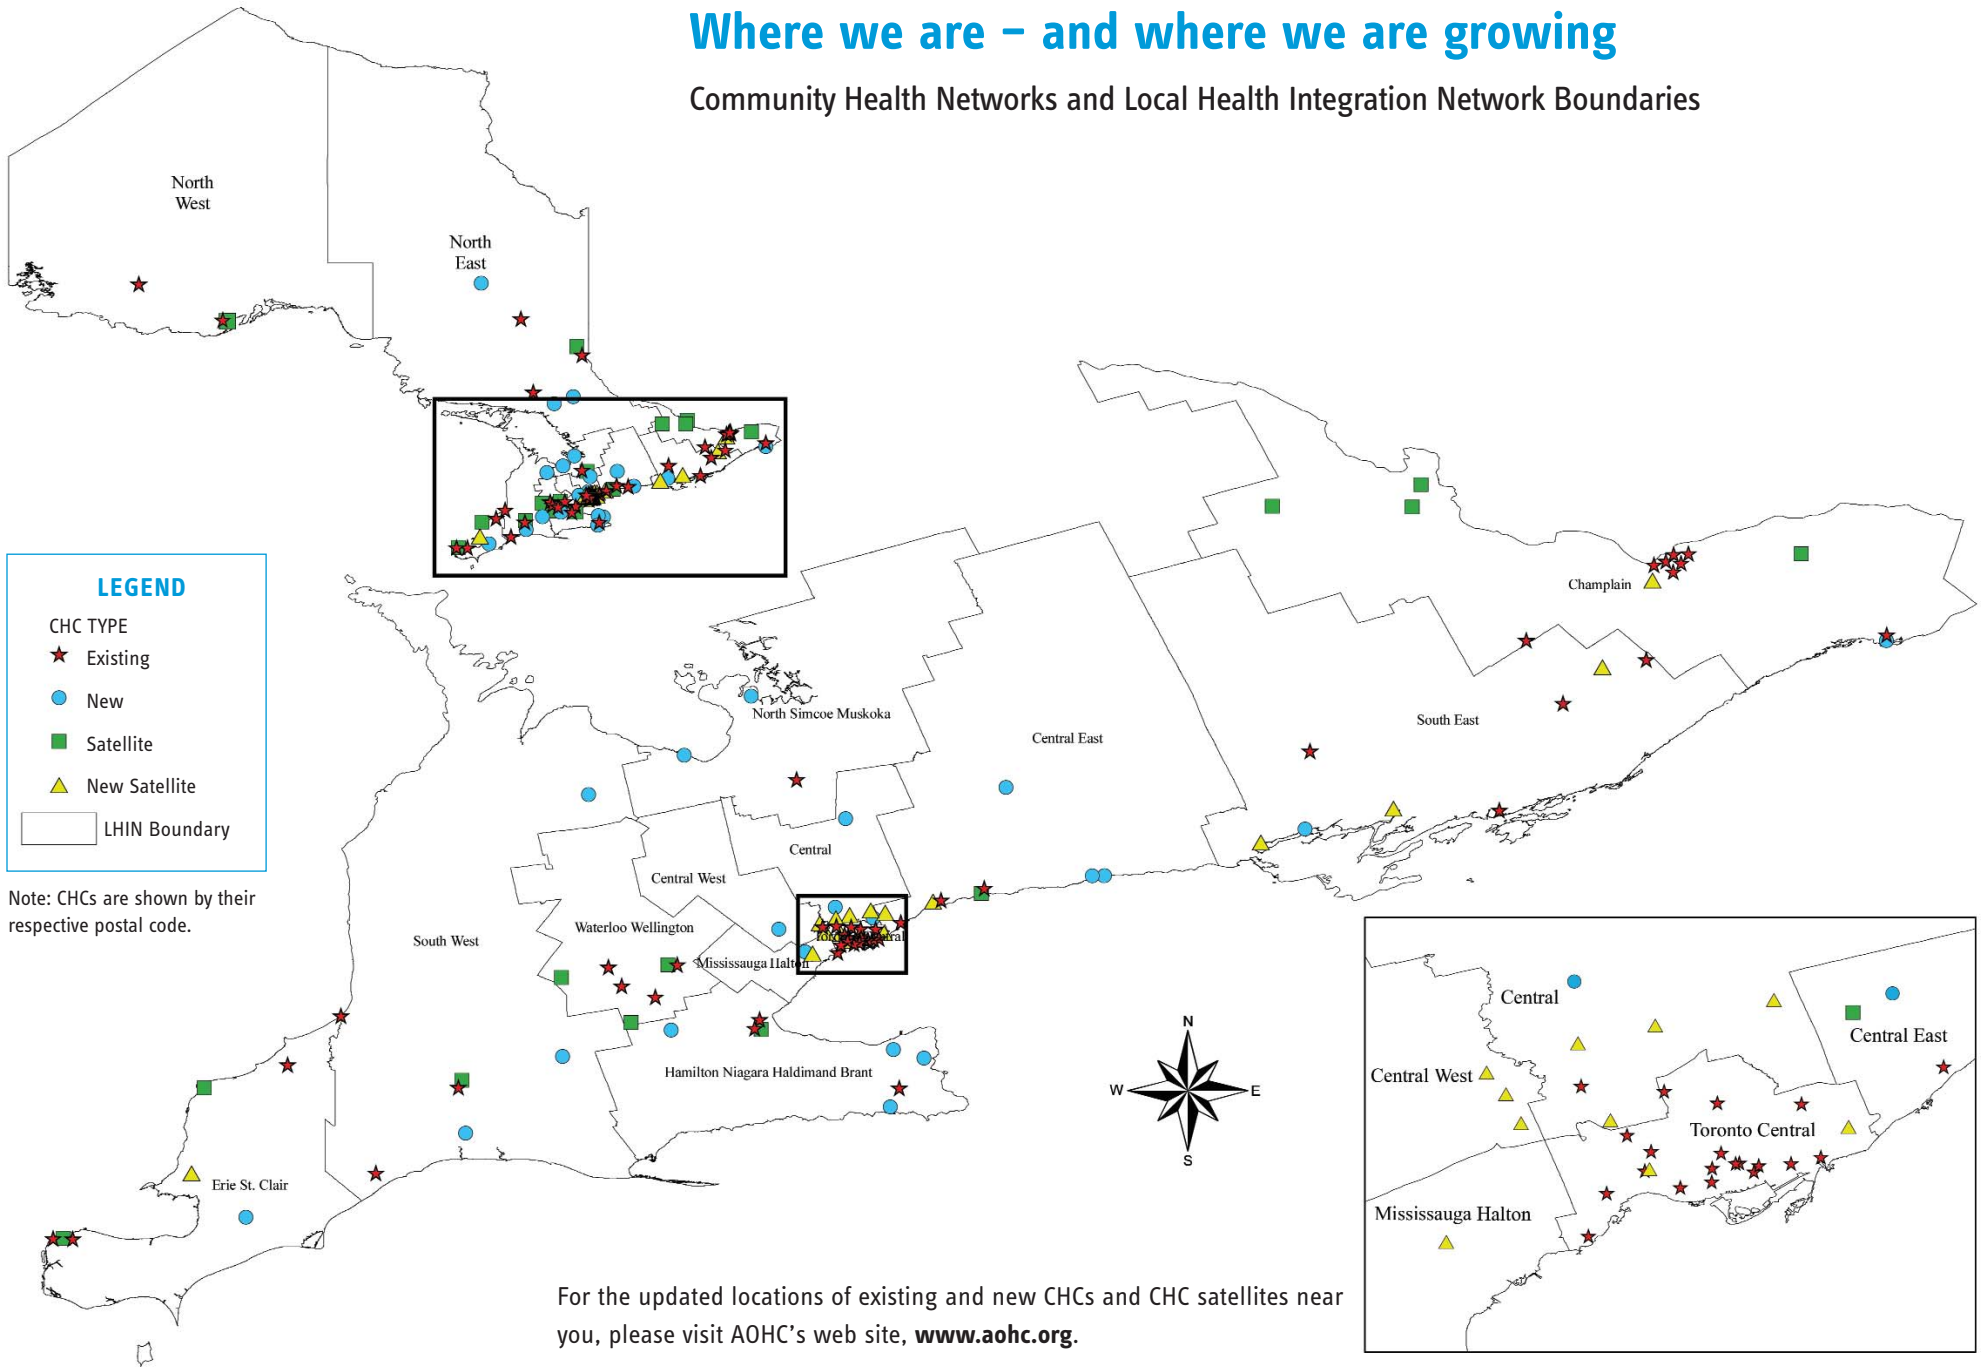 Where we are – and where we are growing
Community Health Networks and Local Health Integration Network Boundaries
North
West
North
East
LEGEND
CHC TYPE
Existing
New
Satellite
New Satellite
LHIN Boundary
Note: CHCs are shown by their
respective postal code.
Champlain
South East
North Simcoe Muskoka
Central East
Central
Central West
Waterloo Wellington
South West
Mississauga Halton
Hamilton Niagara Haldimand Brant
Erie St. Clair
N
W
E
S
Central
Central East
Central West
Toronto Central
Mississauga Halton
For the updated locations of existing and new CHCs and CHC satellites near
you, please visit AOHC’s web site, www.aohc.org.